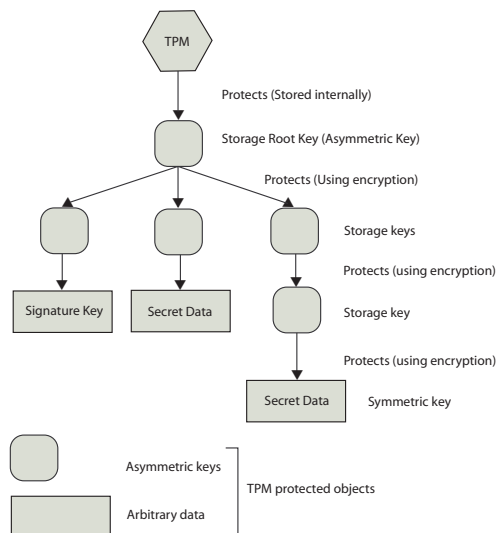 TPM
Protects (Stored internally)
Storage Root Key (Asymmetric Key)
Protects (Using encryption)
Storage keys
Protects (using encryption)
Signature Key
Secret Data
Storage key
Protects (using encryption)
Secret Data
Symmetric key
Asymmetric keys
TPM protected objects
Arbitrary data